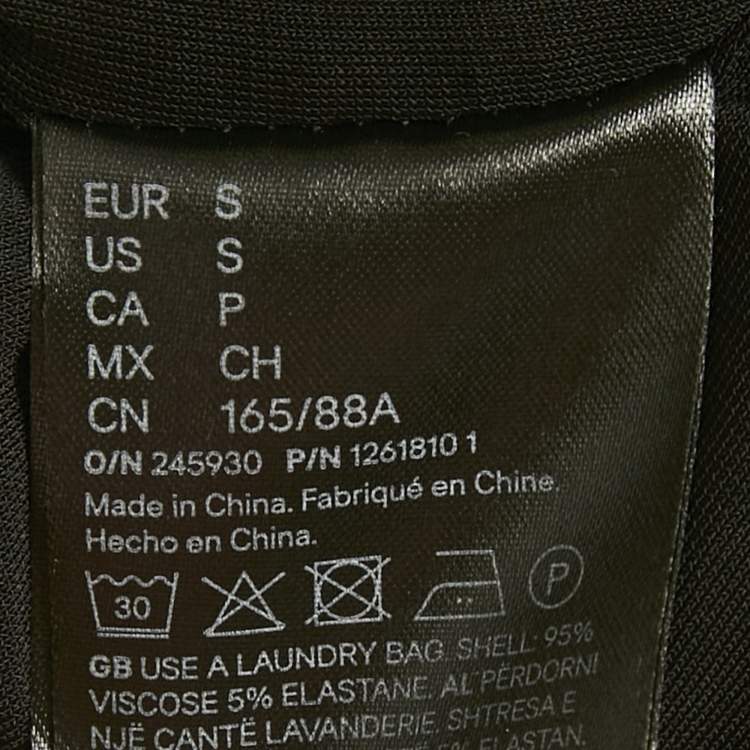 EUR S
US S
CA P
MX CH
CN 165/88A
O/N 245930 P/N 1261810 1
Made in China. Fabriqué en Chine.
Hecho en China.
30 P
GB USE A LAUNDRY BAG. SHELL: 95%
VISCOSE 5% ELASTANE. AL PËRDORNI
NJË CANTË LAVANDERIE. SHTRESA E
ELASTAN.